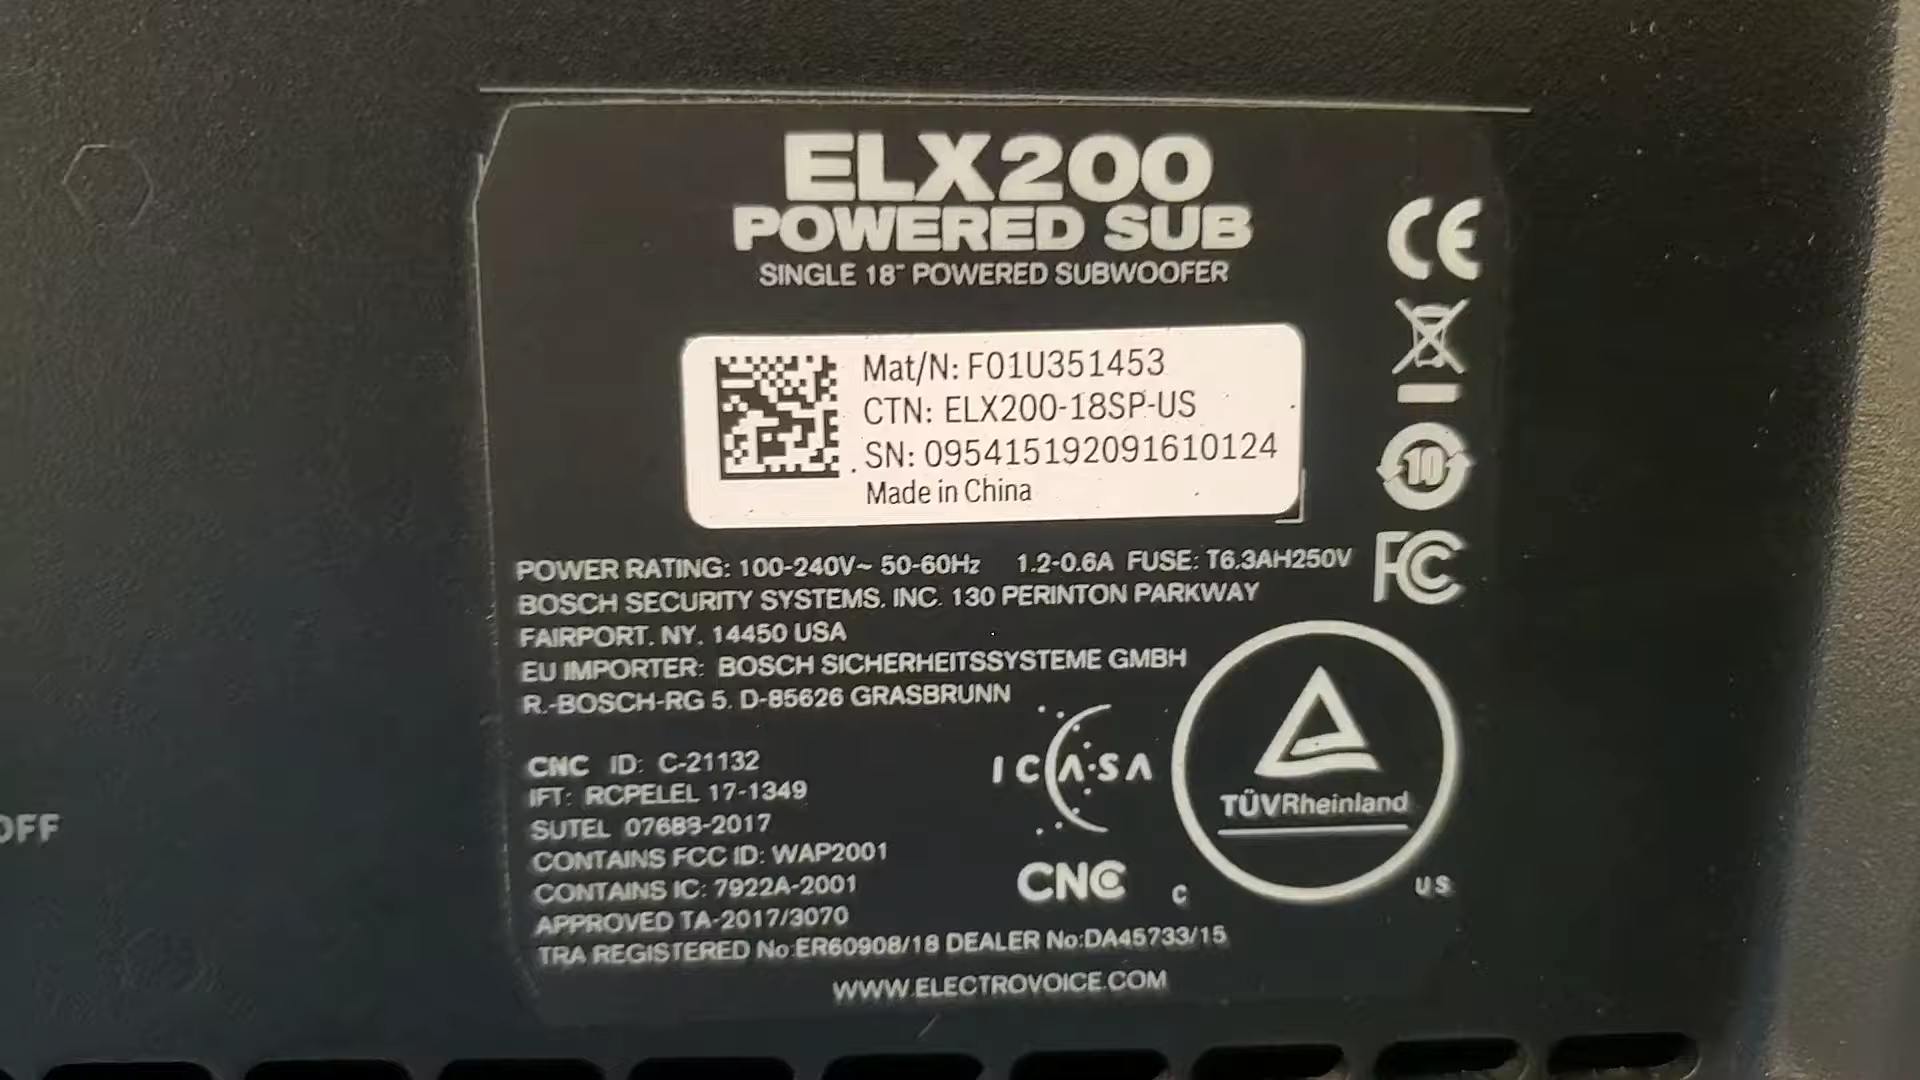 ELX200
POWERED SUB
SINGLE 18" POWERED SUBWOOFER
CE
Mat/N: F01U351453
CTN: ELX200-18SP-US
SN: 095415192091610124
Made in China
10
FC
POWER RATING: 100-240V~ 50-60Hz 1.2-0.6A FUSE: T6.3AH250V
BOSCH SECURITY SYSTEMS, INC. 130 PERINTON PARKWAY
FAIRPORT, NY, 14450 USA
EU IMPORTER: BOSCH SICHERHEITSSYSTEME GMBH
R.-BOSCH-RG 5, D-85626 GRASBRUNN
CNC ID: C-21132
IFT: RCPELEL 17-1349
SUTEL 07683-2017
CONTAINS FCC ID: WAP2001
CONTAINS IC: 7922A-2001
APPROVED TA-2017/3070
TRA REGISTERED No:ER60908/18 DEALER No:DA45733/15
ICASA
CNC
TÜVRheinland
C US
WWW.ELECTROVOICE.COM
OFF